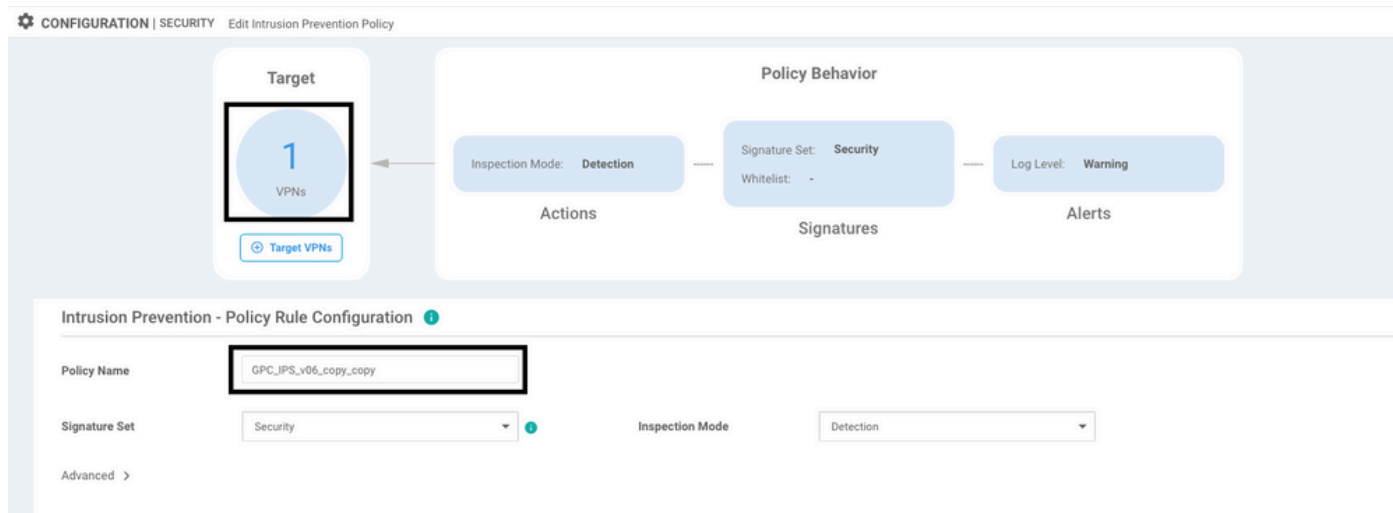 CONFIGURATION | SECURITY Edit Intrusion Prevention Policy
Target
Policy Behavior
1
VPNs
Inspection Mode: Detection
Signature Set: Security
Whitelist: -
Log Level: Warning
Actions
Signatures
Alerts
Target VPNs
Intrusion Prevention - Policy Rule Configuration
Policy Name GPC_IPS_v06_copy_copy
Signature Set Security Inspection Mode Detection
Advanced >